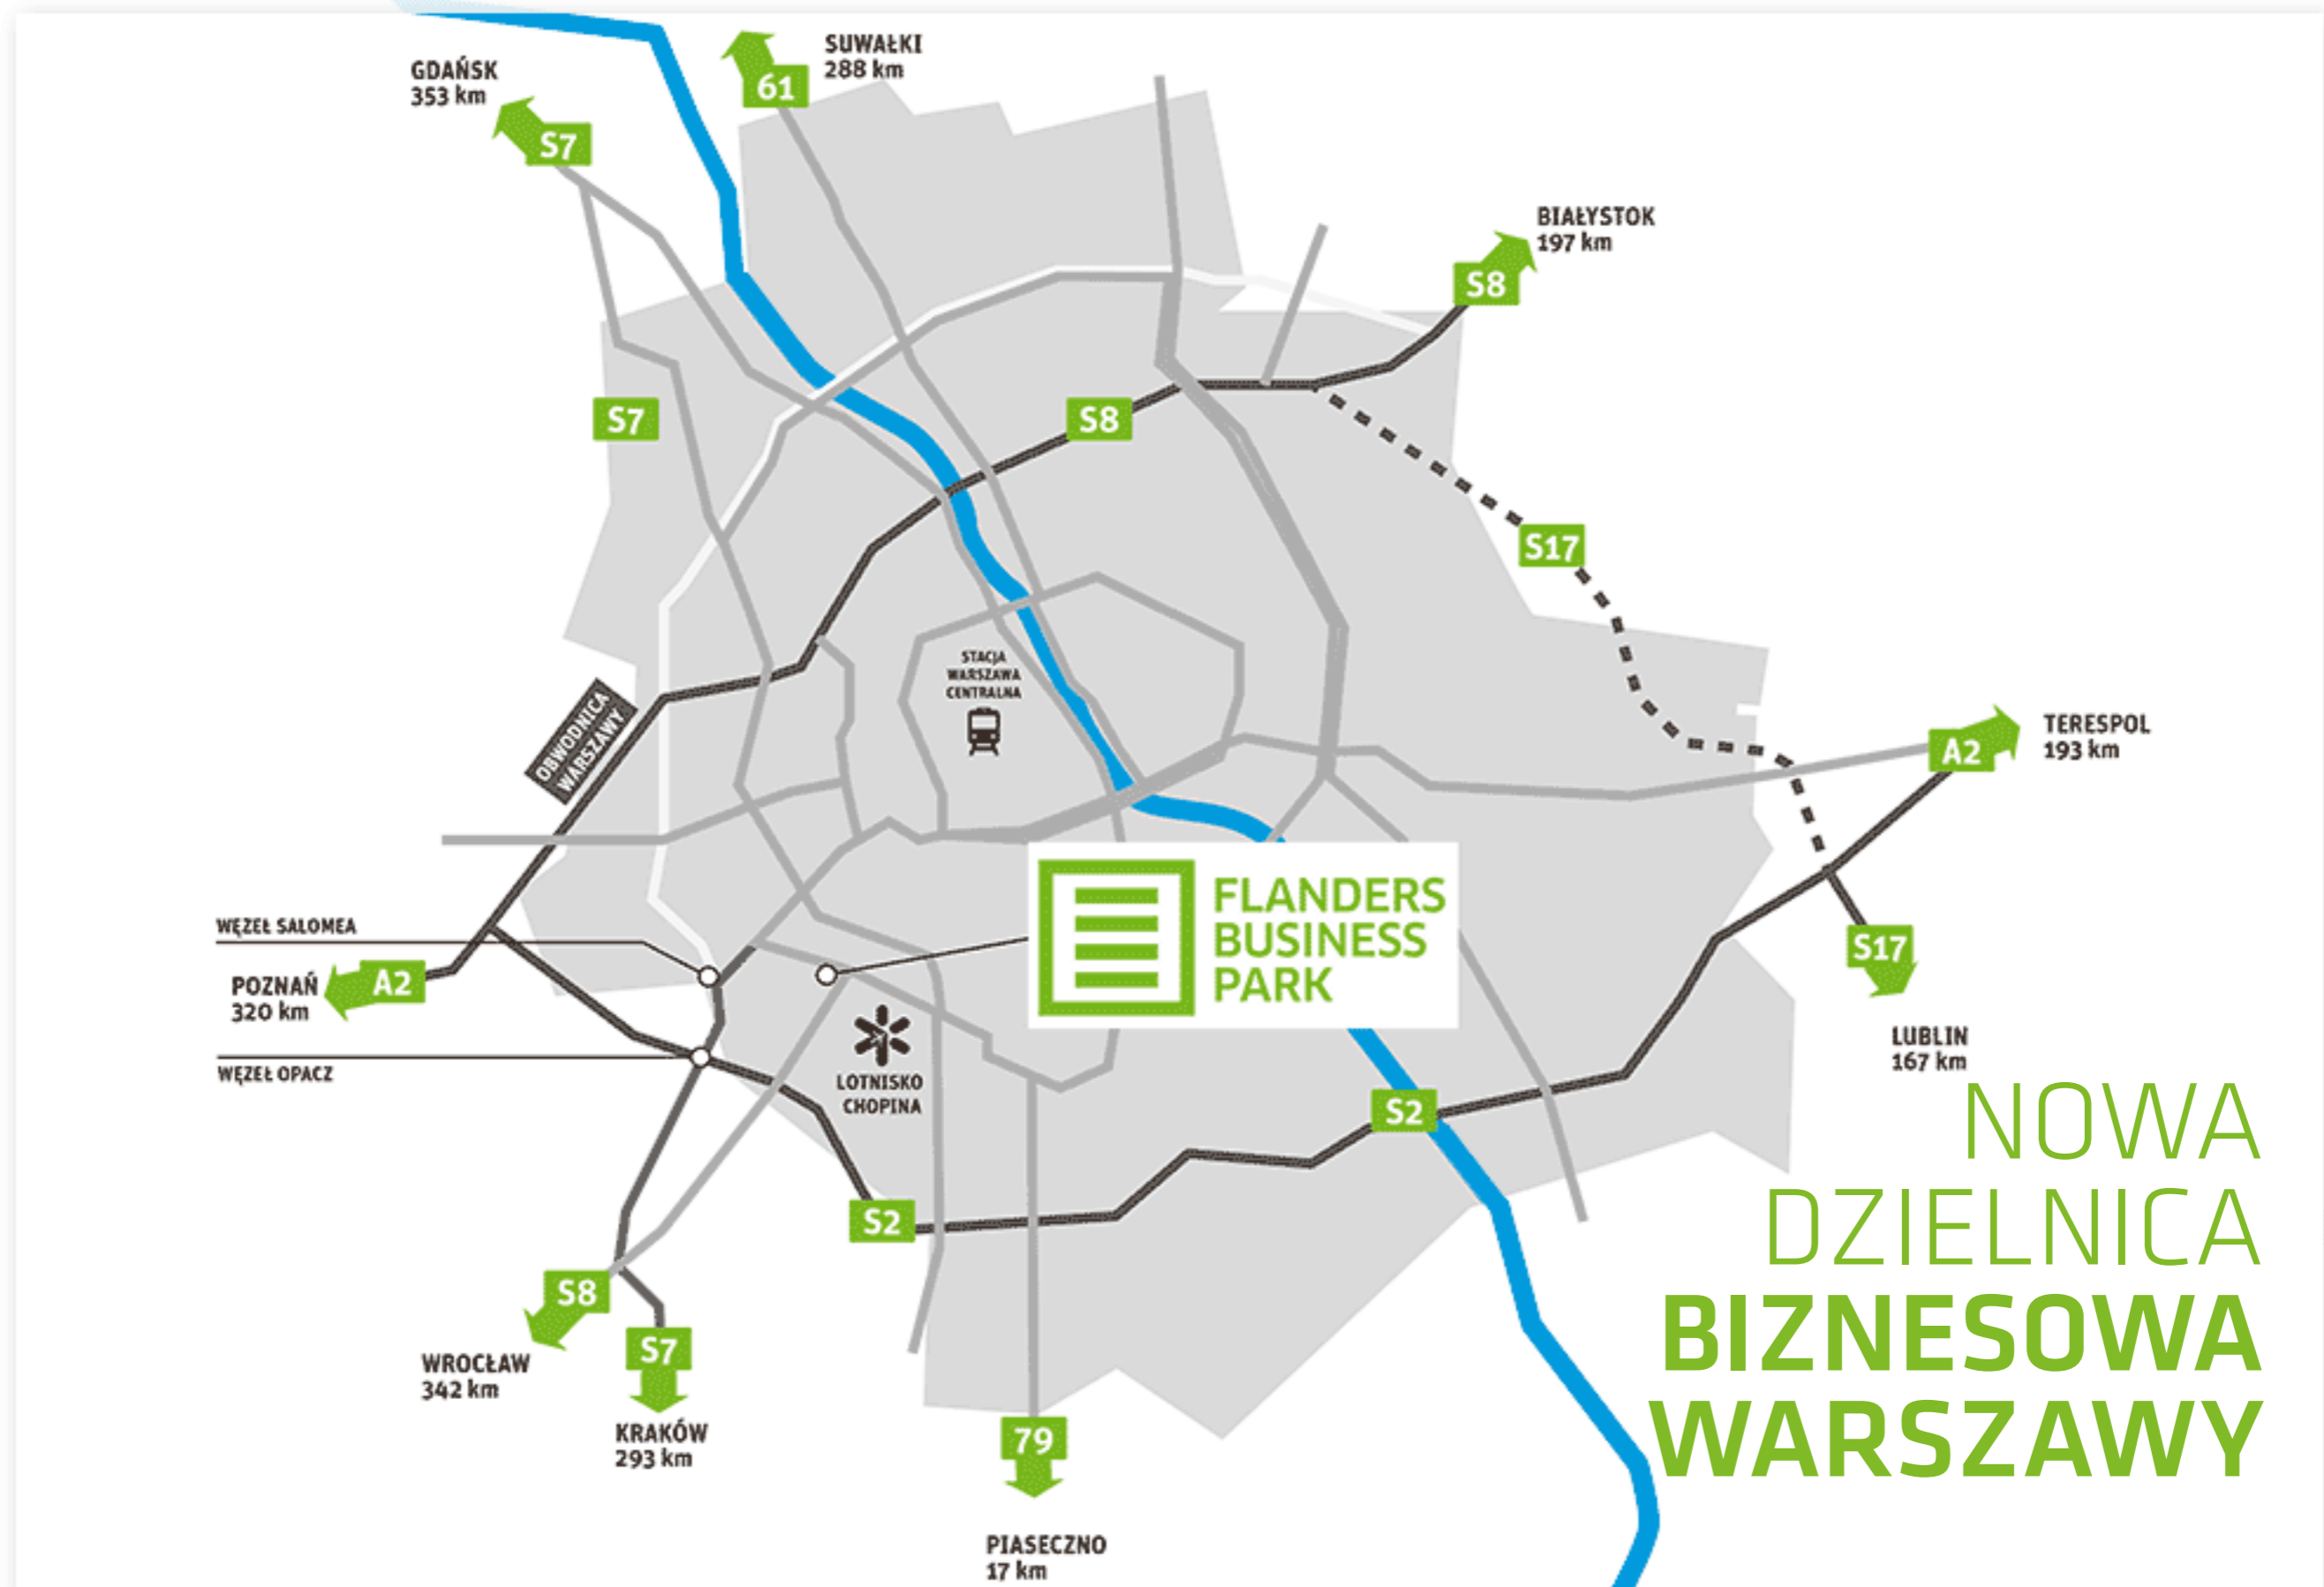 SUWAŁKI
288 km
61
GDAŃSK
353 km
S7
BIAŁYSTOK
197 km
S8
S7
S8
S17
STACJA
WARSZAWA
CENTRALNA
OBWODNICA
WARSZAWY
A2
TERESPOL
193 km
FLANDERS
BUSINESS
PARK
WĘZEŁ SALOMEA
POZNAŃ
320 km
A2
S17
LUBLIN
167 km
WĘZEŁ OPACZ
LOTNISKO
CHOPINA
S2
S2
S8
WROCŁAW
342 km
S7
KRAKÓW
293 km
79
PIASECZNO
17 km
NOWA
DZIELNICA
BIZNESOWA
WARSZAWY